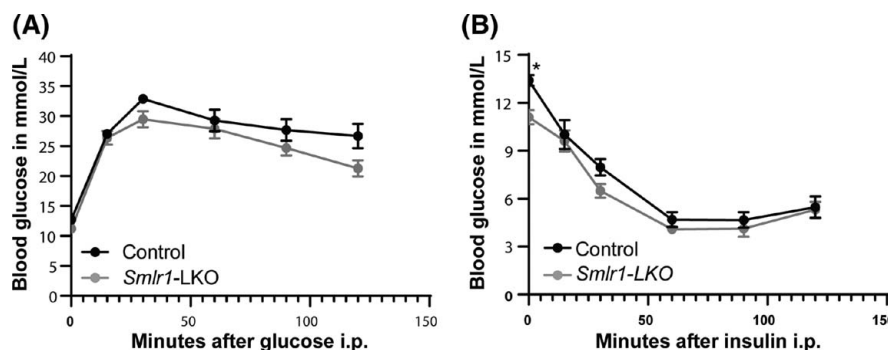 (A)
Blood glucose in mmol/L
40
35
30
25
20
15
10
5
0
Control
Smlr1-LKO
0 50 100 150
Minutes after glucose i.p.
(B)
Blood glucose in mmol/L
15
12
9
6
3
0
*
Control
Smlr1-LKO
0 50 100 150
Minutes after insulin i.p.